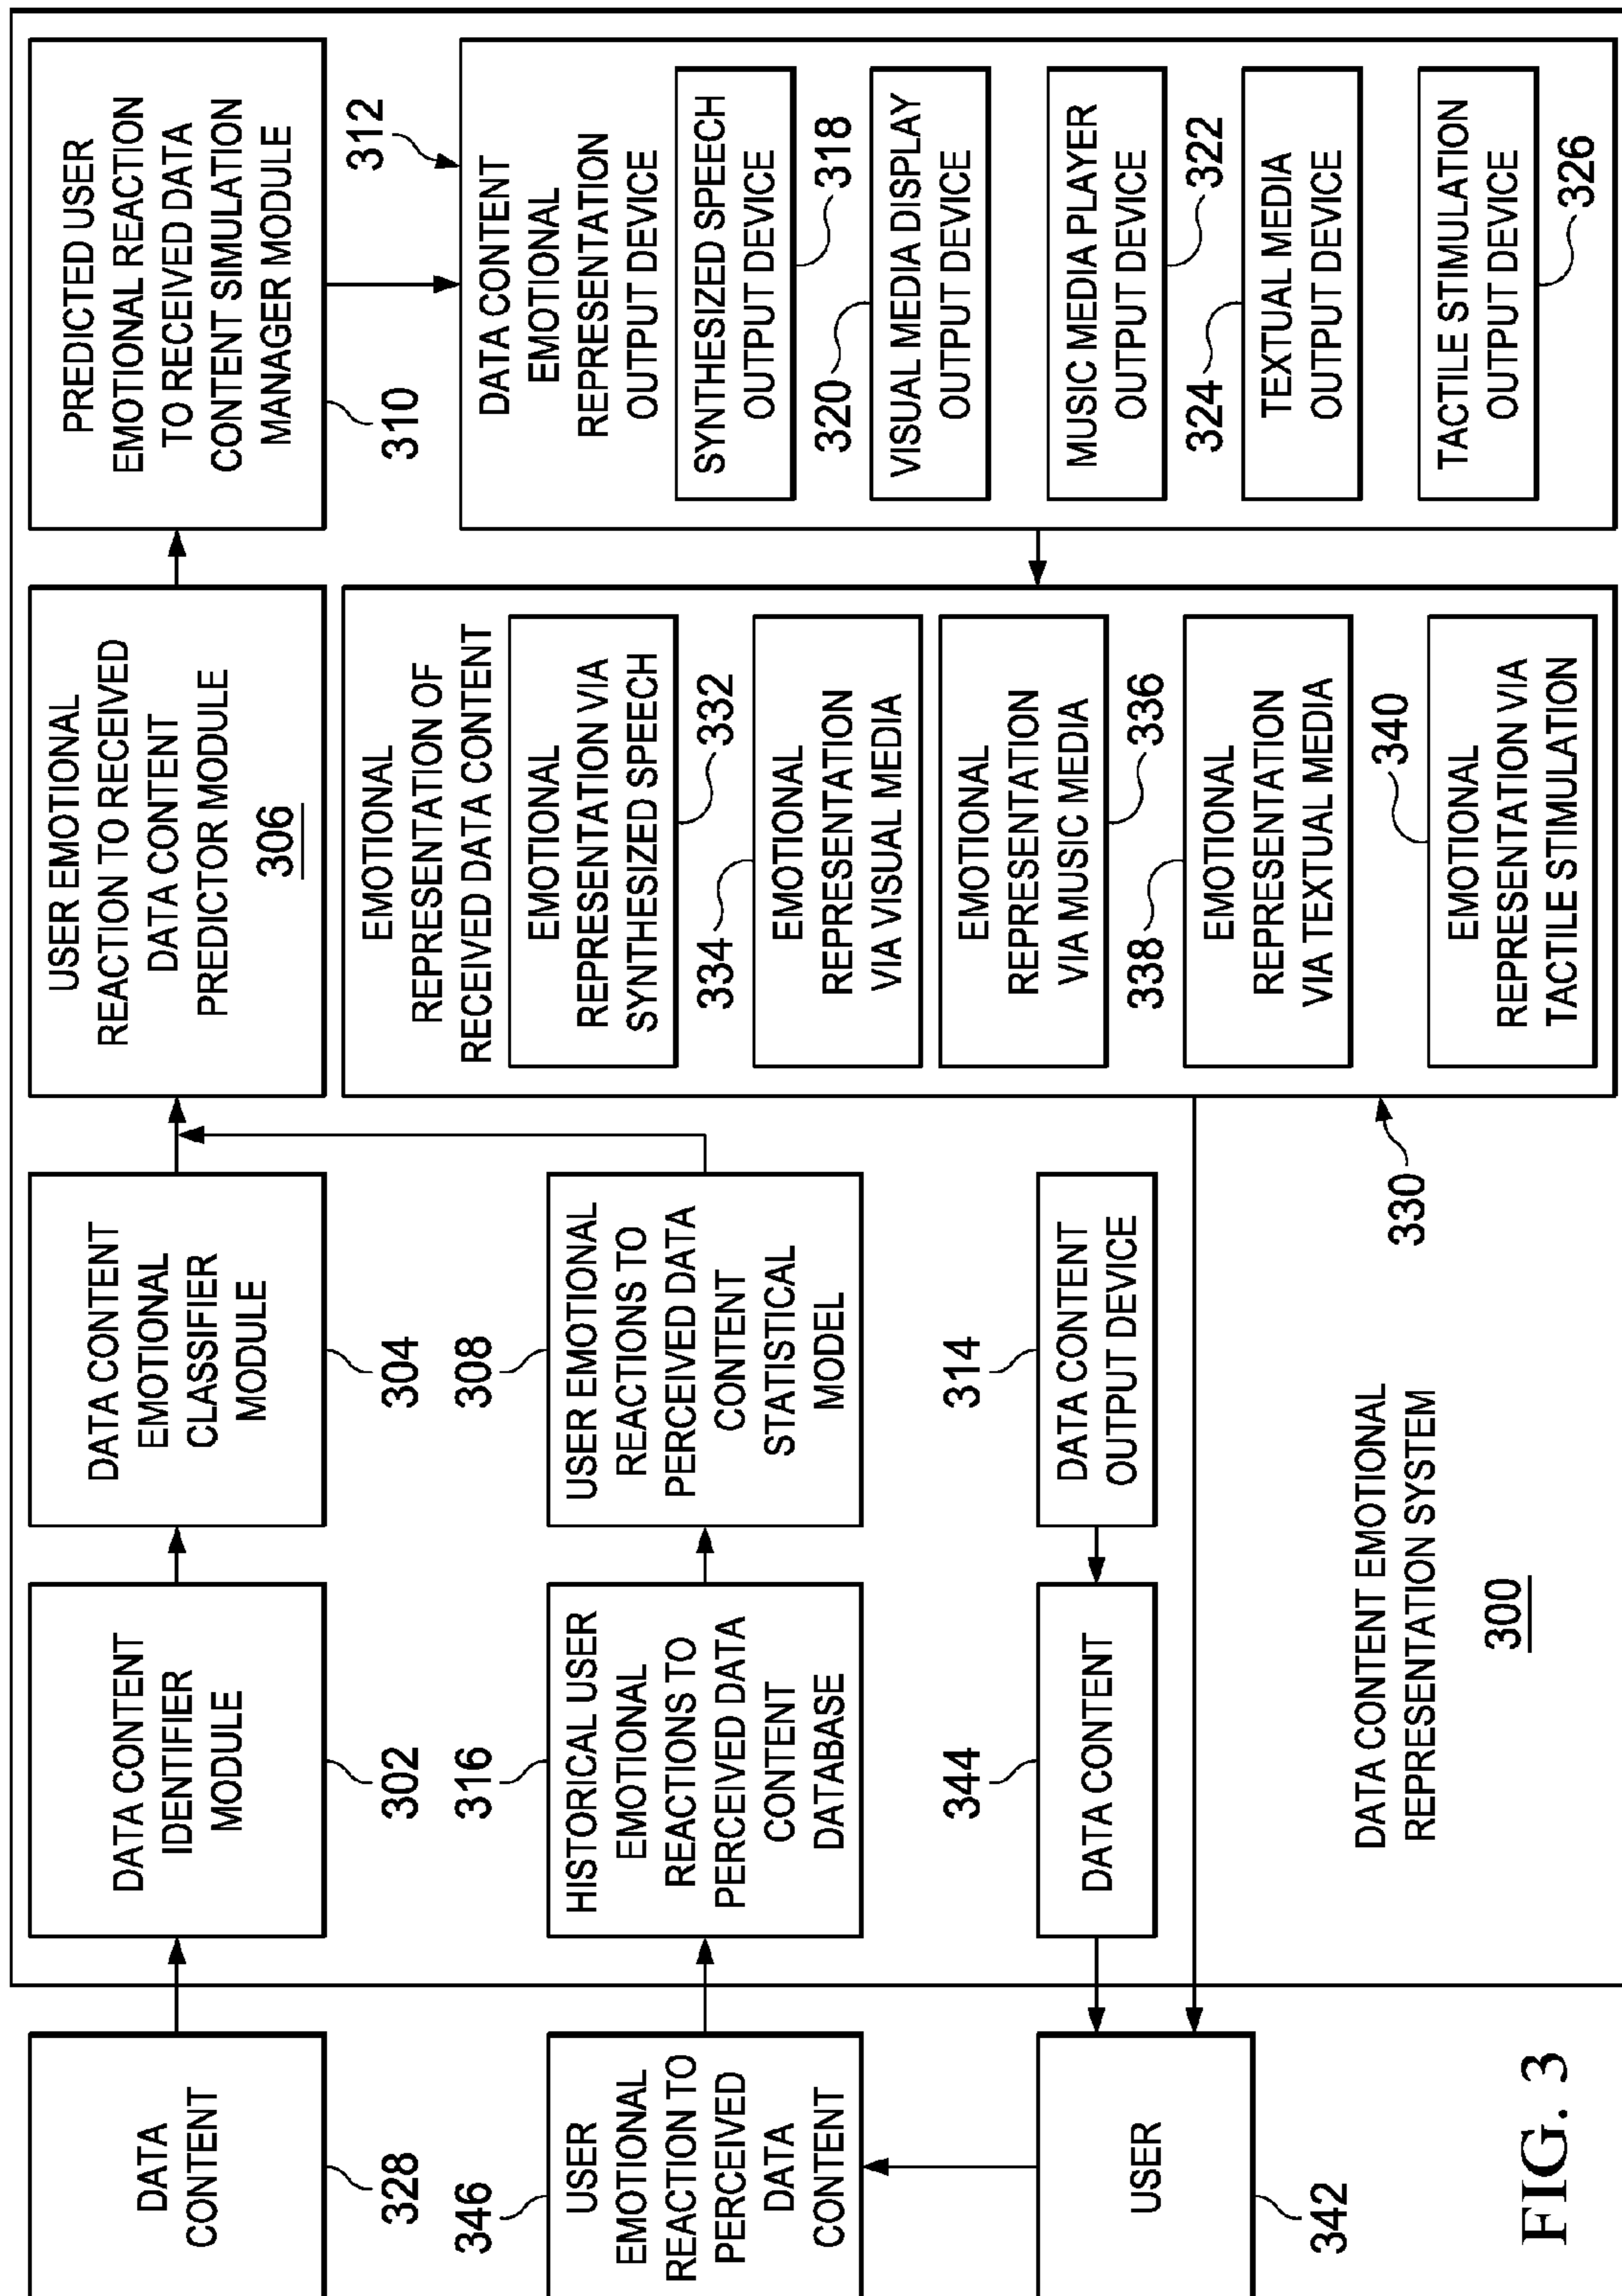 DATA
CONTENT
328
DATA CONTENT
IDENTIFIER
MODULE
302
DATA CONTENT
EMOTIONAL
CLASSIFIER
MODULE
304
USER EMOTIONAL
REACTION TO RECEIVED
DATA CONTENT
PREDICTOR MODULE
306
PREDICTED USER
EMOTIONAL REACTION
TO RECEIVED DATA
CONTENT SIMULATION
MANAGER MODULE
310
346
USER
EMOTIONAL
REACTION TO
PERCEIVED
DATA
CONTENT
316
HISTORICAL USER
EMOTIONAL
REACTIONS TO
PERCEIVED DATA
CONTENT
DATABASE
308
USER EMOTIONAL
REACTIONS TO
PERCEIVED DATA
CONTENT
STATISTICAL
MODEL
EMOTIONAL
REPRESENTATION OF
RECEIVED DATA CONTENT
EMOTIONAL
REPRESENTATION VIA
SYNTHESIZED SPEECH
332
334
EMOTIONAL
REPRESENTATION
VIA VISUAL MEDIA
EMOTIONAL
REPRESENTATION
VIA MUSIC MEDIA
336
338
EMOTIONAL
REPRESENTATION
VIA TEXTUAL MEDIA
340
EMOTIONAL
REPRESENTATION VIA
TACTILE STIMULATION
330
312
DATA CONTENT
EMOTIONAL
REPRESENTATION
OUTPUT DEVICE
SYNTHESIZED SPEECH
OUTPUT DEVICE
318
320
VISUAL MEDIA DISPLAY
OUTPUT DEVICE
MUSIC MEDIA PLAYER
OUTPUT DEVICE
322
324
TEXTUAL MEDIA
OUTPUT DEVICE
TACTILE STIMULATION
OUTPUT DEVICE
326
USER
342
344
DATA CONTENT
314
DATA CONTENT
OUTPUT DEVICE
DATA CONTENT EMOTIONAL
REPRESENTATION SYSTEM
300
FIG. 3